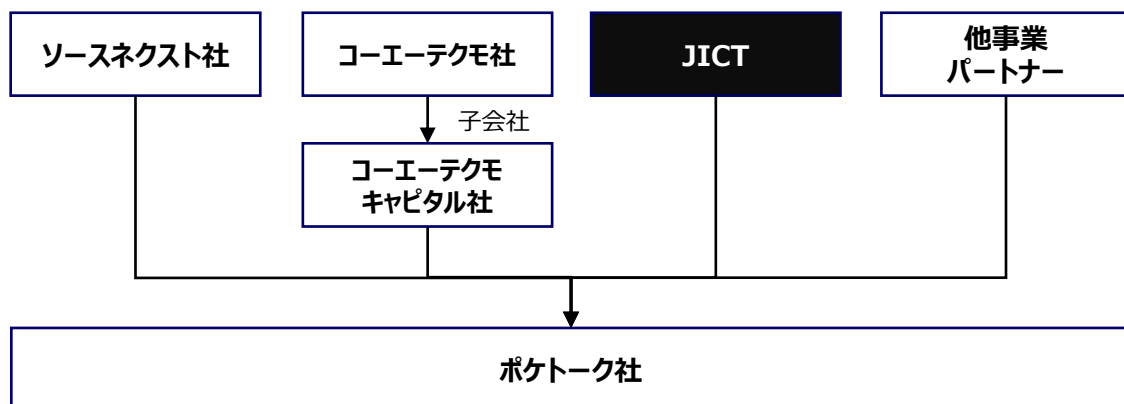 ソースネクスト社
コーエーテクモ社
JICT
他事業
パートナー
子会社
コーエーテクモ
キャピタル社
ポケトーク社